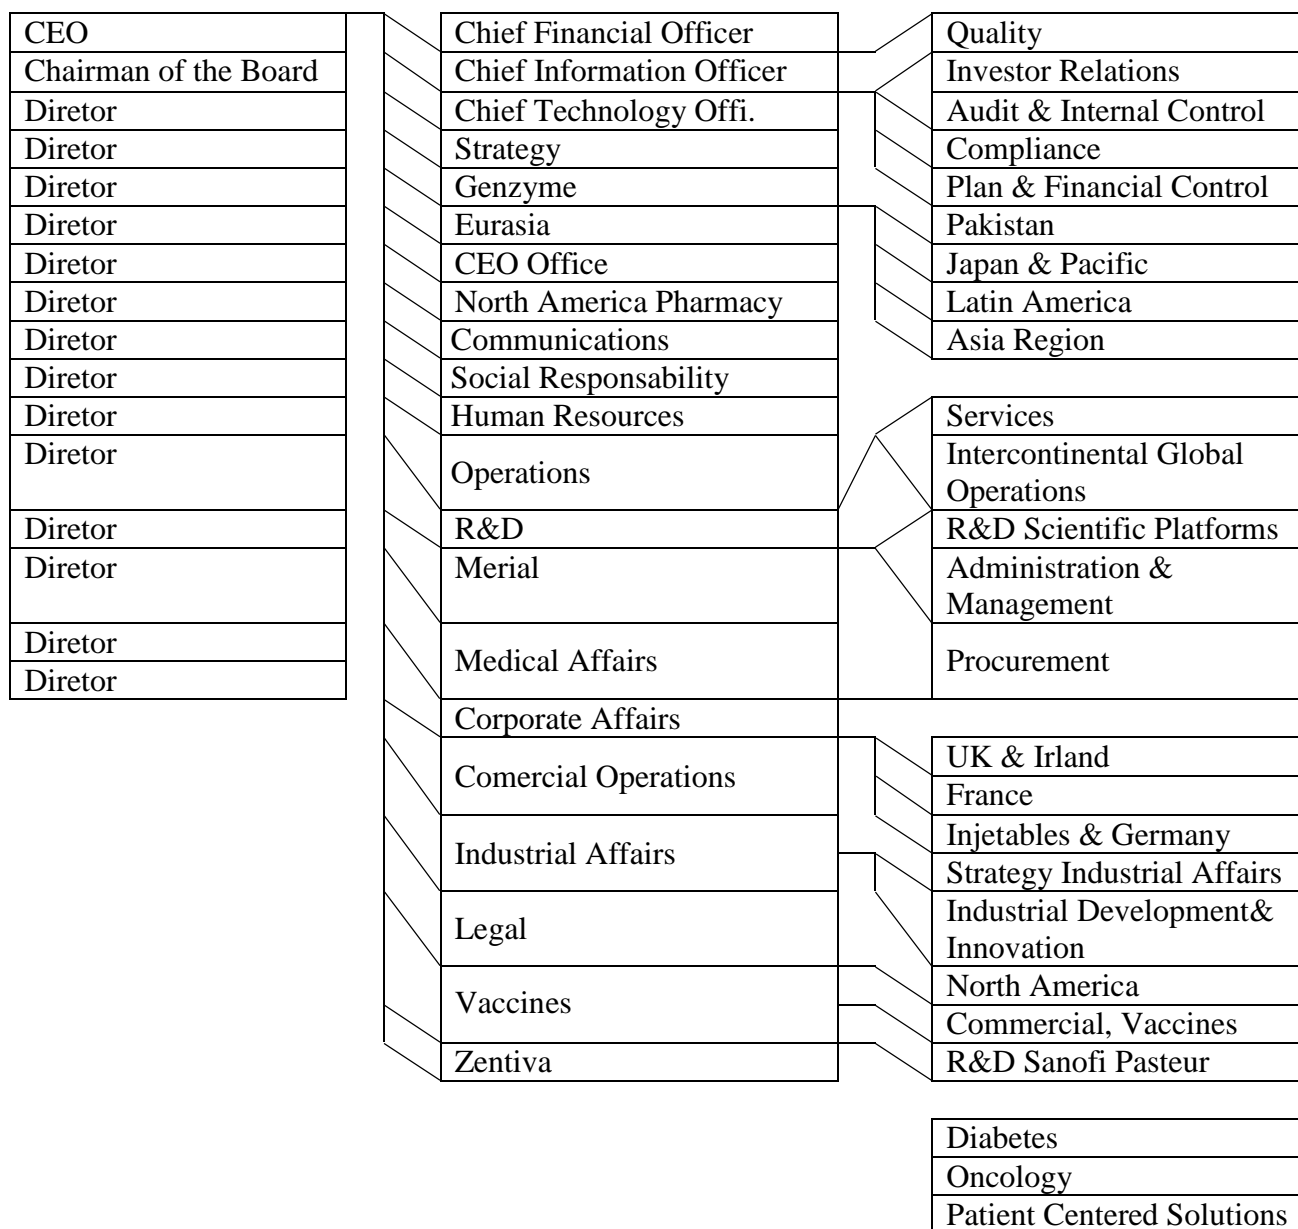 CEO
Chairman of the Board
Diretor
Diretor
Diretor
Diretor
Diretor
Diretor
Diretor
Diretor
Diretor
Diretor
Diretor
Diretor
Diretor
Diretor
Chief Financial Officer
Chief Information Officer
Chief Technology Offi.
Strategy
Genzyme
Eurasia
CEO Office
North America Pharmacy
Communications
Social Responsability
Human Resources
Operations
R&D
Merial
Medical Affairs
Corporate Affairs
Comercial Operations
Industrial Affairs
Legal
Vaccines
Zentiva
Quality
Investor Relations
Audit & Internal Control
Compliance
Plan & Financial Control
Pakistan
Japan & Pacific
Latin America
Asia Region
Services
Intercontinental Global
Operations
R&D Scientific Platforms
Administration &
Management
Procurement
UK & Irland
France
Injetables & Germany
Strategy Industrial Affairs
Industrial Development&
Innovation
North America
Commercial, Vaccines
R&D Sanofi Pasteur
Diabetes
Oncology
Patient Centered Solutions